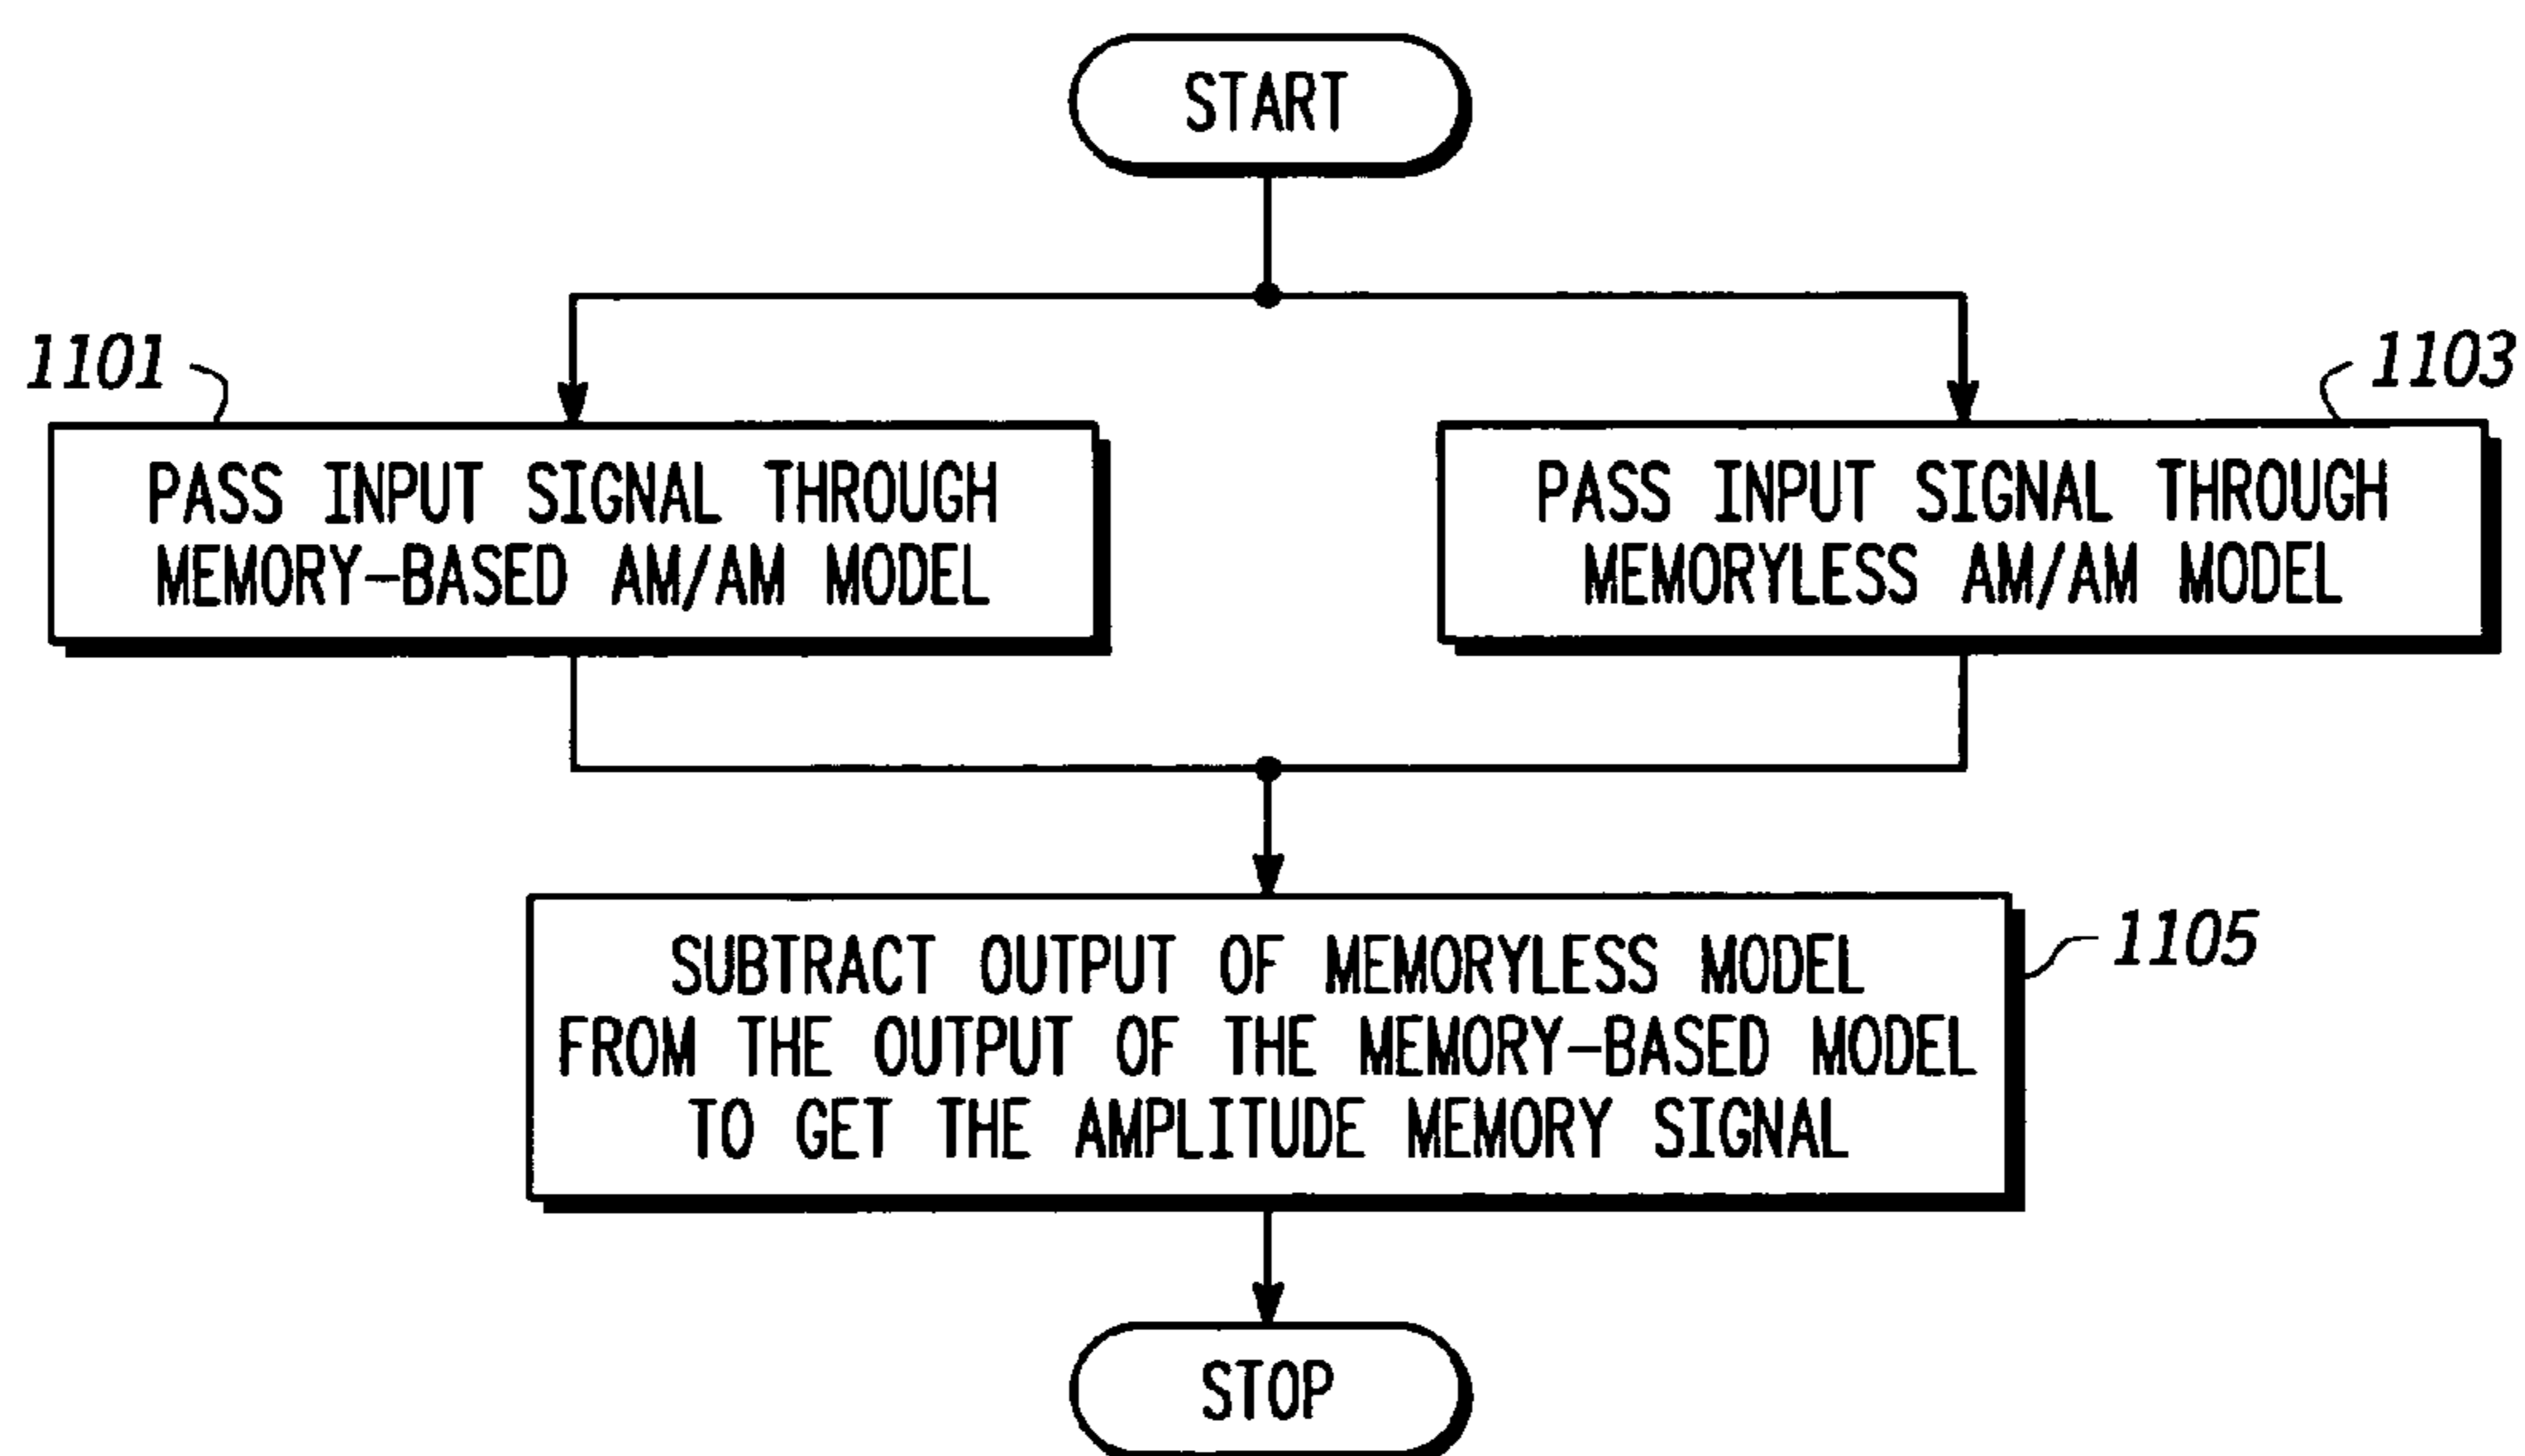 START
1101
1103
PASS INPUT SIGNAL THROUGH
MEMORY-BASED AM/AM MODEL
PASS INPUT SIGNAL THROUGH
MEMORYLESS AM/AM MODEL
SUBTRACT OUTPUT OF MEMORYLESS MODEL
FROM THE OUTPUT OF THE MEMORY-BASED MODEL
TO GET THE AMPLITUDE MEMORY SIGNAL
1105
STOP